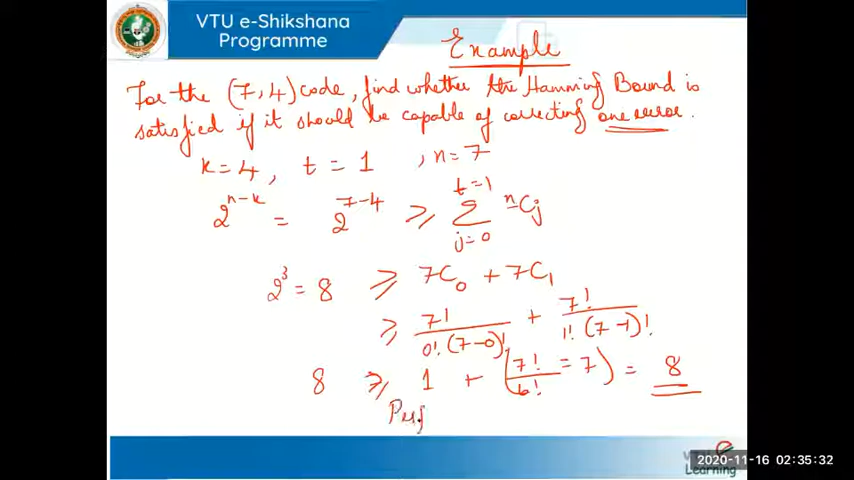 VTU e-Shikshana
Programme
Example
For the (7,4) code, find whether the Hamming Bound is
satisfied if it should be capable of correcting one error.
k=4, t = 1 , n=7
2^{n-k} = 2^{7-4} ≥ ∑_{j=0}^{t=1} ⁿCj
2³ = 8 ≥ 7C₀ + 7C₁
≥ 7!/(0!(7-0)!) + 7!/(1!(7-1)!)
8 ≥ 1 + (7!/6! = 7) = 8
Perf
2020-11-16 02:35:32
Learning